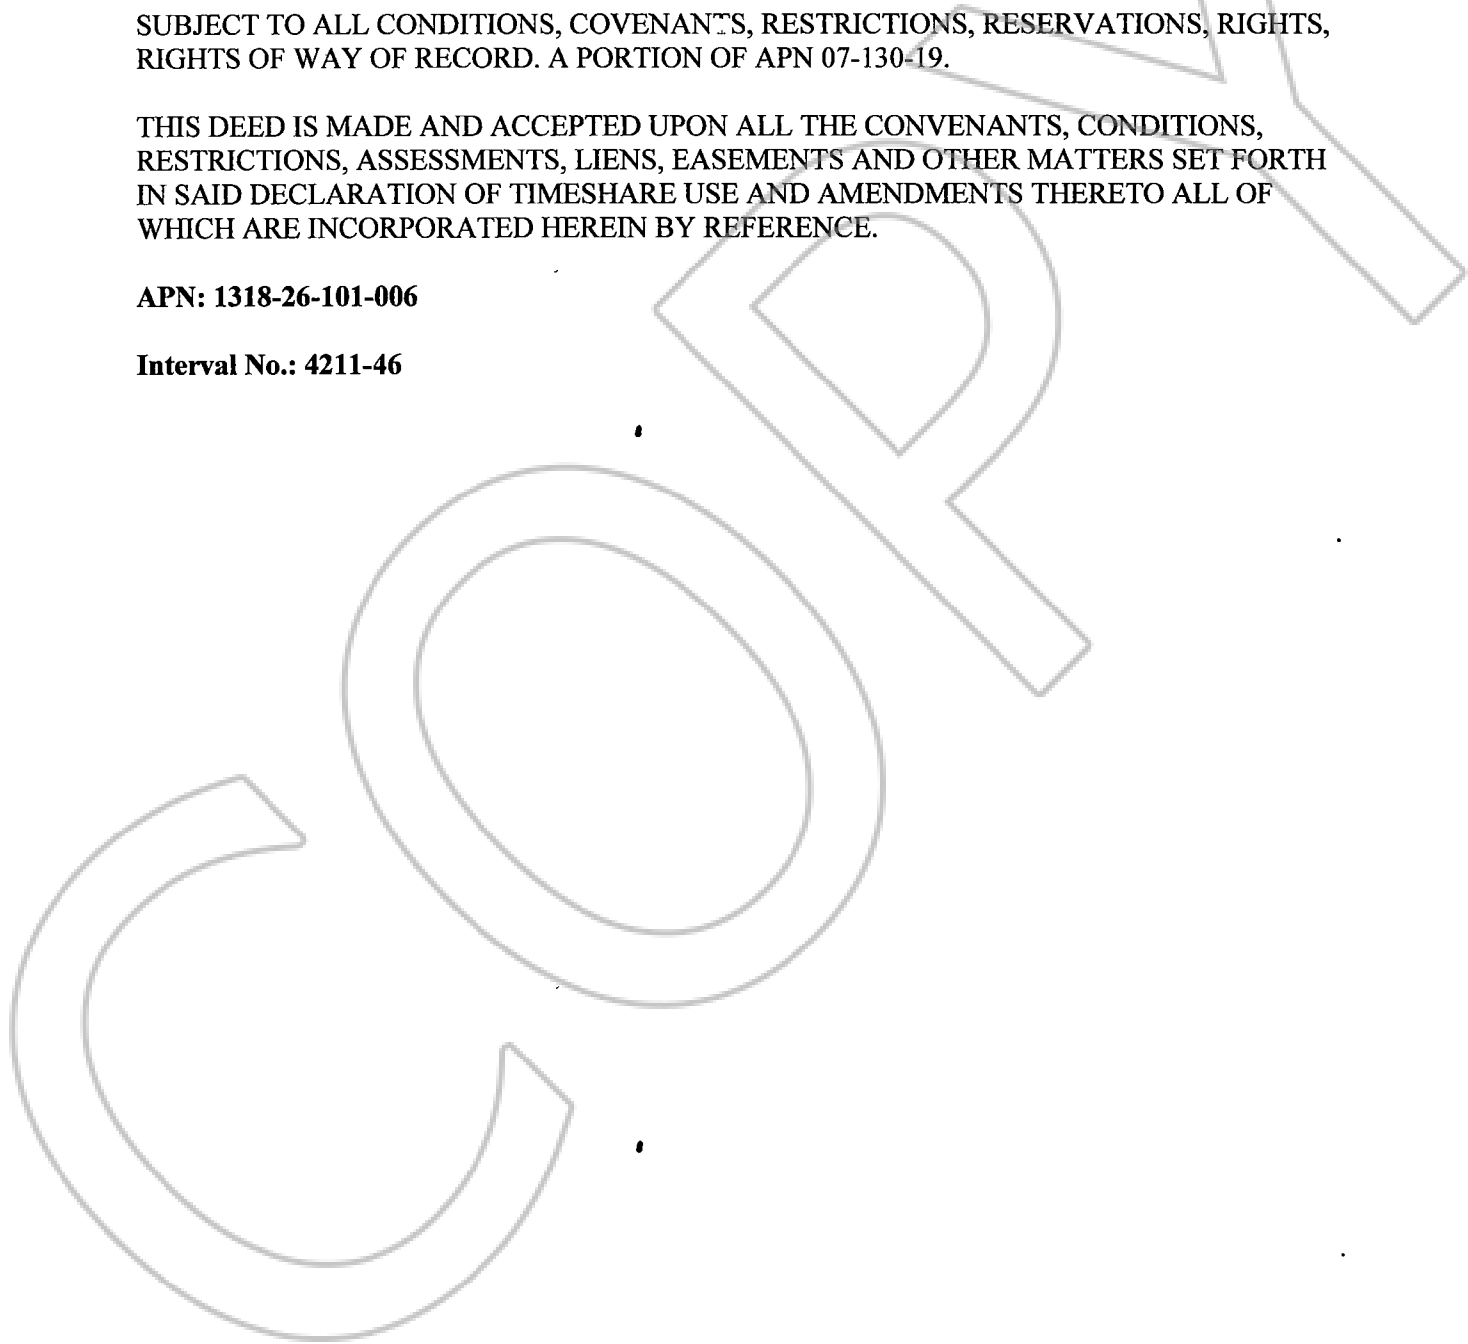 SUBJECT TO ALL CONDITIONS, COVENANTS, RESTRICTIONS, RESERVATIONS, RIGHTS,
RIGHTS OF WAY OF RECORD. A PORTION OF APN 07-130-19.
THIS DEED IS MADE AND ACCEPTED UPON ALL THE CONVENANTS, CONDITIONS,
RESTRICTIONS, ASSESSMENTS, LIENS, EASEMENTS AND OTHER MATTERS SET FORTH
IN SAID DECLARATION OF TIMESHARE USE AND AMENDMENTS THERETO ALL OF
WHICH ARE INCORPORATED HEREIN BY REFERENCE.
APN: 1318-26-101-006
Interval No.: 4211-46
COPY